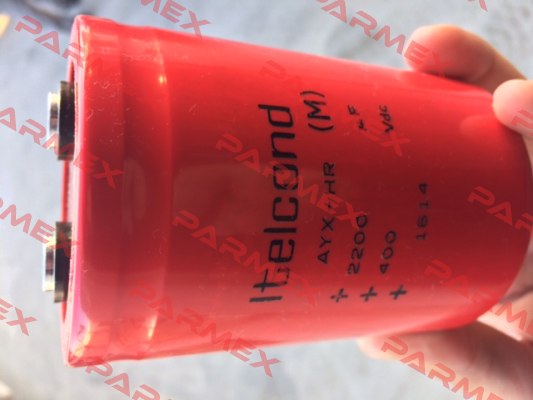 Itelcond
AYX-HR (M)
+ 2200 µF
+ 400 Vdc
+ 1614
PARMEX